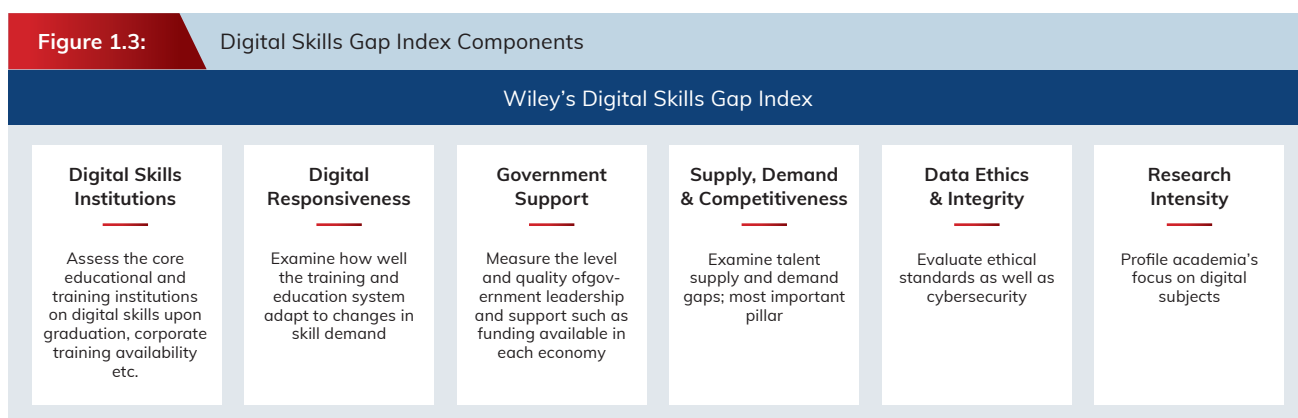 Figure 1.3:
Digital Skills Gap Index Components
Wiley’s Digital Skills Gap Index
Digital Skills
Institutions
Assess the core
educational and
training institutions
on digital skills upon
graduation, corporate
training availability
etc.
Digital
Responsiveness
Examine how well
the training and
education system
adapt to changes in
skill demand
Government
Support
Measure the level
and quality ofgov-
ernment leadership
and support such as
funding available in
each economy
Supply, Demand
& Competitiveness
Examine talent
supply and demand
gaps; most important
pillar
Data Ethics
& Integrity
Evaluate ethical
standards as well as
cybersecurity
Research
Intensity
Profile academia’s
focus on digital
subjects